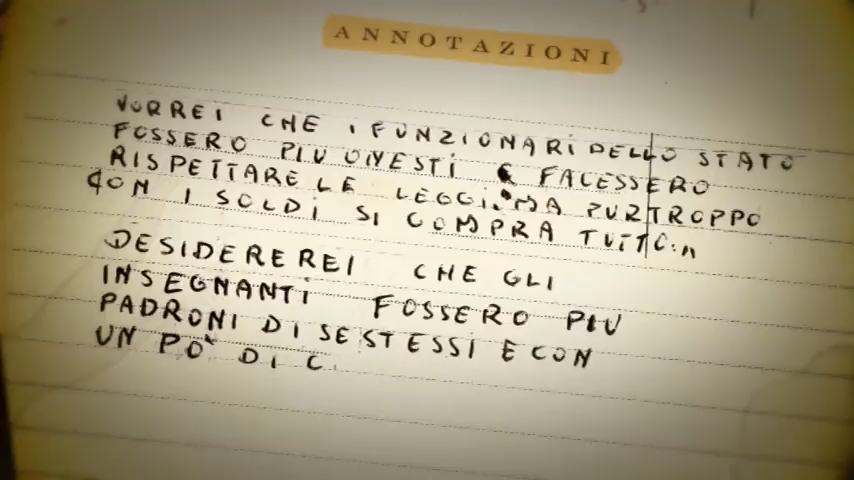 ANNOTAZIONI
VORREI CHE I FUNZIONARI DELLO STATO
FOSSERO PIU ONESTI E FACESSERO
RISPETTARE LE LEGGI. MA PURTROPPO
CON I SOLDI SI COMPRA TUTTO.
DESIDEREREI CHE GLI
INSEGNANTI FOSSERO PIU
PADRONI DI SE STESSI E CON
UN PO' DI C